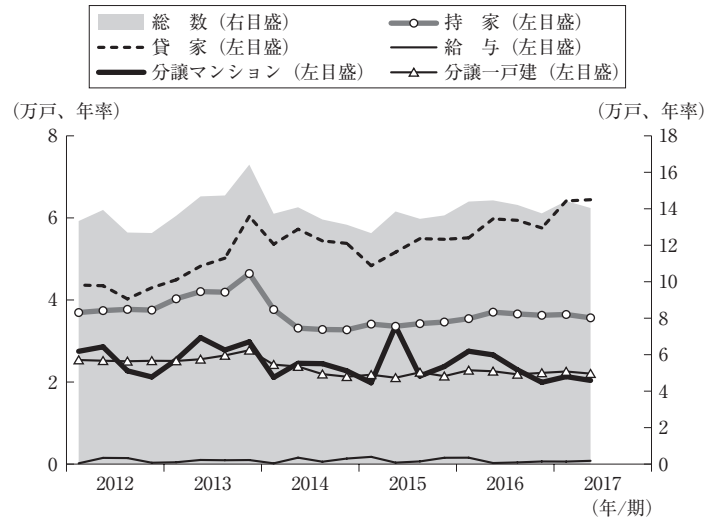 総　数（右目盛）　持　家（左目盛）
貸　家（左目盛）　給　与（左目盛）
分譲マンション（左目盛）　分譲一戸建（左目盛）
（万戸、年率）　（万戸、年率）
8　18
16
6　14
12
4　10
8
2　6
4
2
0　0
2012　2013　2014　2015　2016　2017
（年/期）